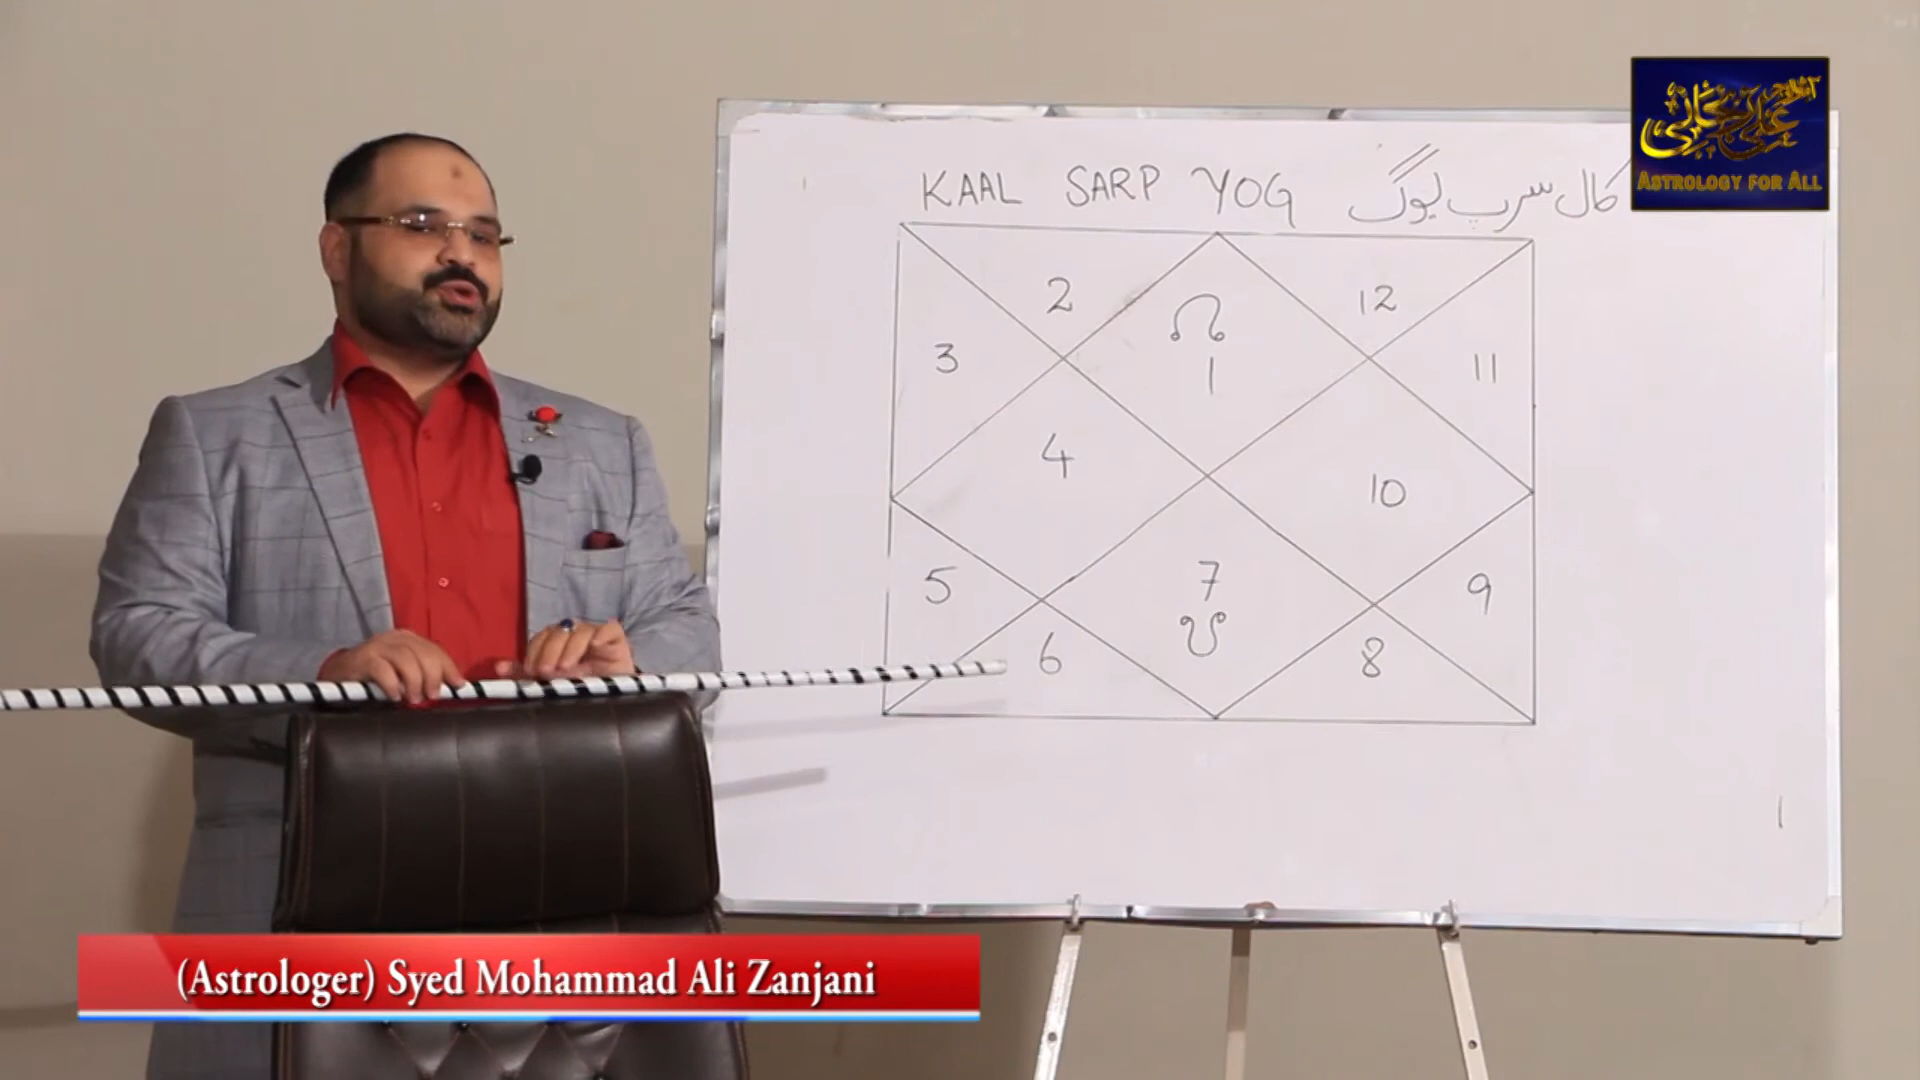 KAAL SARP YOG کال سرپ یوگ
ASTROLOGY FOR ALL
2 ☊ 12
3 1 11
4 10
5 7 9
6 ☋ 8
1
(Astrologer) Syed Mohammad Ali Zanjani